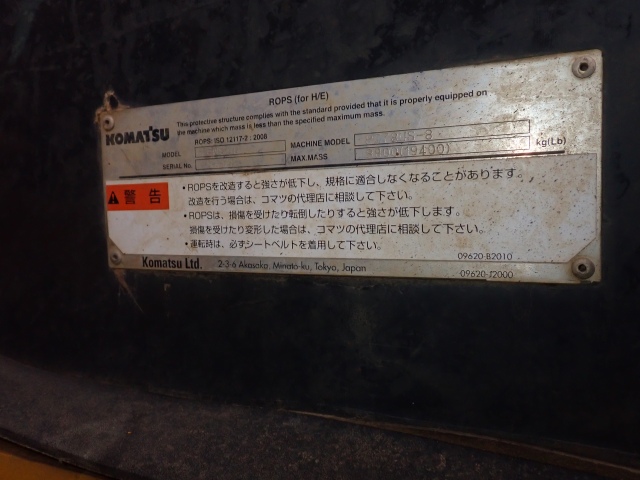 ROPS (for H/E)
This protective structure complies with the standard provided that it is properly equipped on
the machine which mass is less than the specified maximum mass.
KOMATSU
ROPS: ISO 12117-2 : 2008
MODEL
MACHINE MODEL
SERIAL No.
MAX.MASS (19400) kg(Lb)
警告
• ROPSを改造すると強さが低下し、規格に適合しなくなることがあります。
改造を行う場合は、コマツの代理店に相談して下さい。
• ROPSは、損傷を受けたり転倒したりすると強さが低下します。
損傷を受けたり変形した場合は、コマツの代理店に相談して下さい。
• 運転時は、必ずシートベルトを着用して下さい。
09620-B2010
Komatsu Ltd. 2-3-6 Akasaka, Minato-ku, Tokyo, Japan
09620-J2000